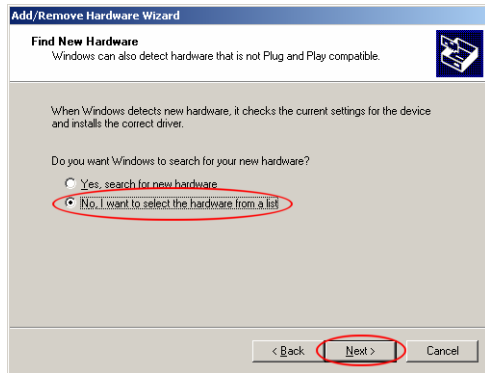 Add/Remove Hardware Wizard
Find New Hardware
Windows can also detect hardware that is not Plug and Play compatible.
When Windows detects new hardware, it checks the current settings for the device
and installs the correct driver.
Do you want Windows to search for your new hardware?
Yes, search for new hardware
No, I want to select the hardware from a list
< Back
Next >
Cancel